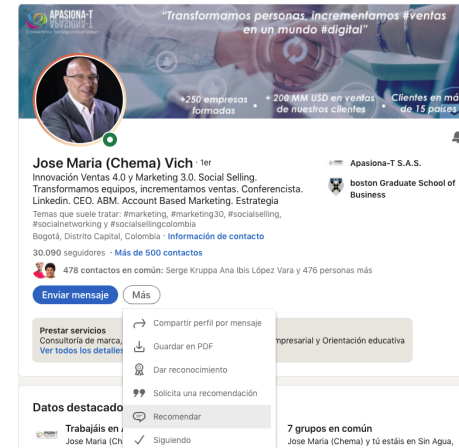 APASIONA-T
"Transformamos personas, incrementamos #ventas
en un mundo #digital"
+250 empresas
formadas
+ 200 MM USD en ventas
de nuestros clientes
Clientes en má
de 15 países
Jose Maria (Chema) Vich · 1er
Innovación Ventas 4.0 y Marketing 3.0. Social Selling.
Transformamos equipos, incrementamos ventas. Conferencista.
Linkedin. CEO. ABM. Account Based Marketing. Estrategia
Temas que suele tratar: #marketing, #marketing30, #socialselling,
#socialnetworking y #socialsellingcolombia
Bogotá, Distrito Capital, Colombia · Información de contacto
Apasiona-T S.A.S.
boston Graduate School of
Business
30.090 seguidores · Más de 500 contactos
478 contactos en común: Serge Kruppa Ana Ibis López Vara y 476 personas más
Enviar mensaje
Más
Prestar servicios
Consultoría de marca,
mpresarial y Orientación educativa
Ver todos los detalles
Compartir perfil por mensaje
Guardar en PDF
Dar reconocimiento
Solicita una recomendación
Recomendar
Siguiendo
Datos destacado
Trabajáis en
Jose Maria (Ch
7 grupos en común
Jose Maria (Chema) y tú estáis en Sin Agua,